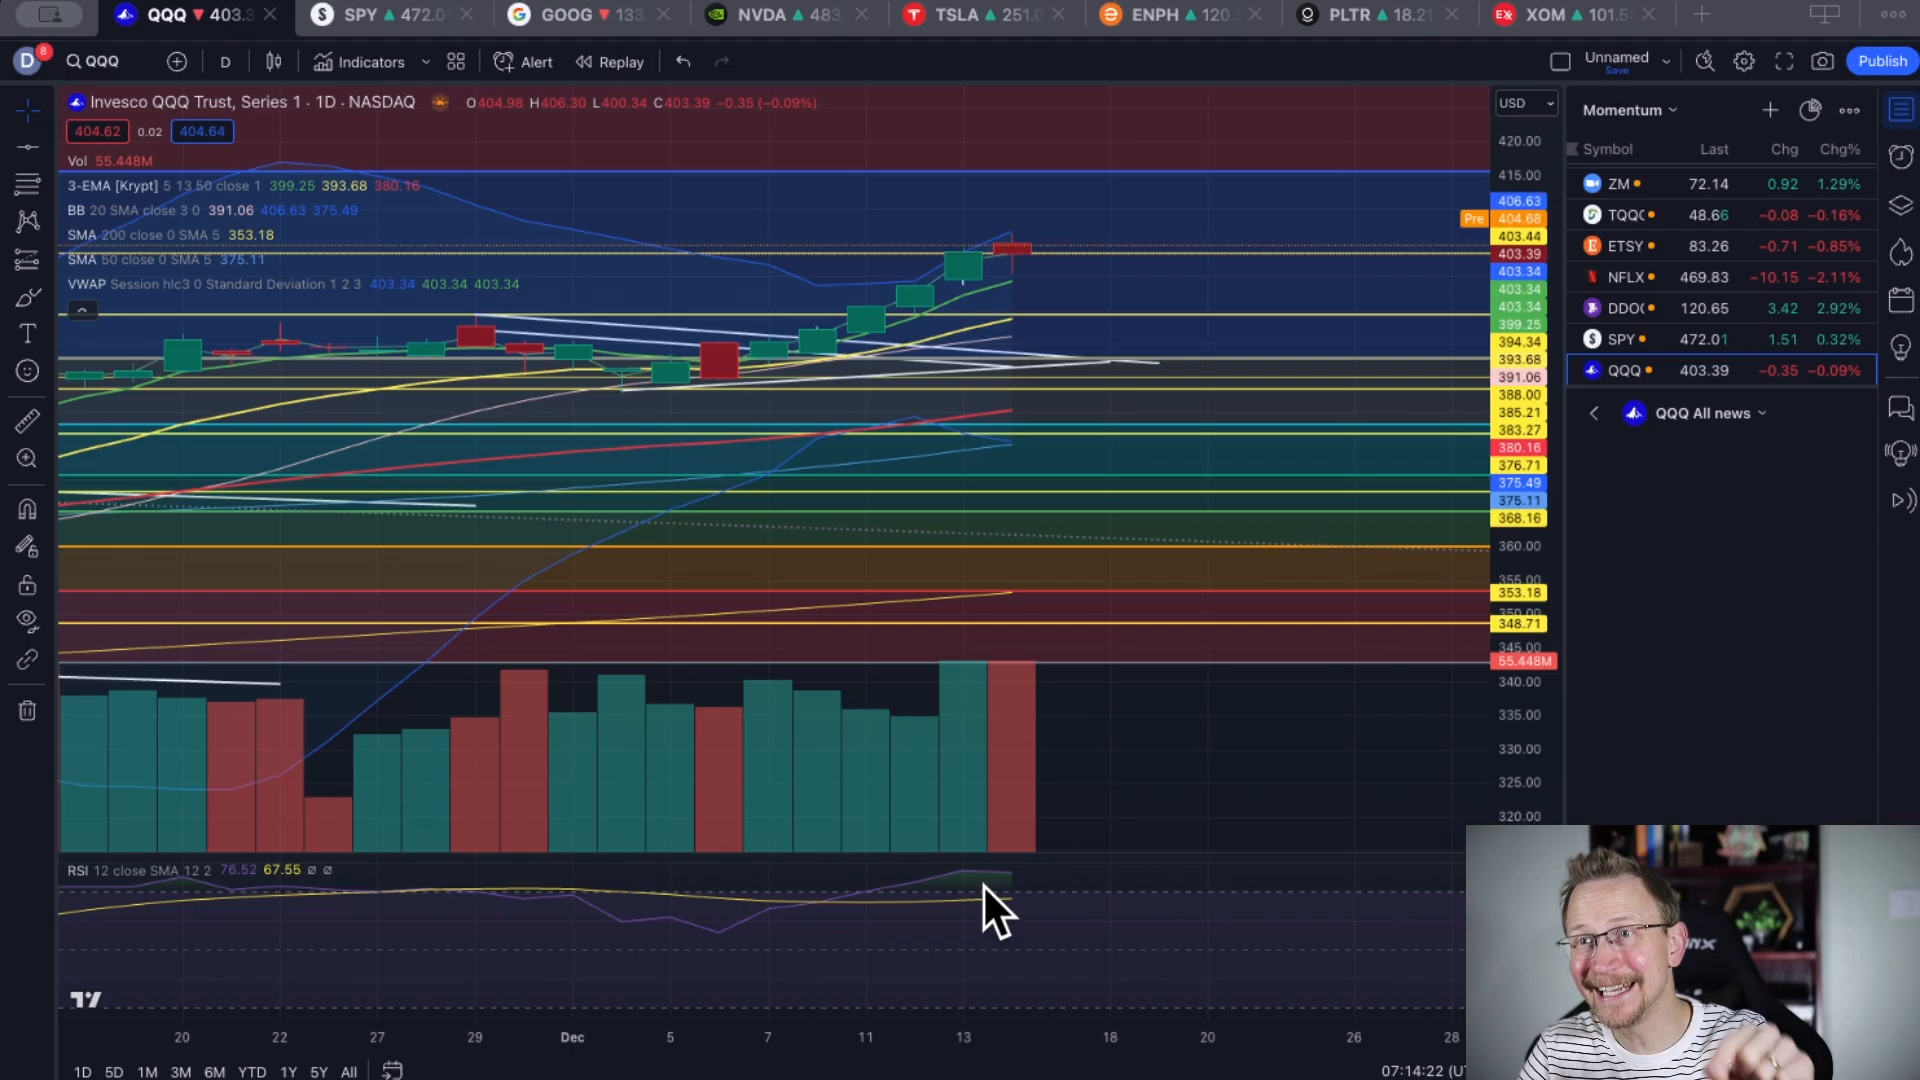 QQQ ▼ 403.3
SPY ▲ 472.01
GOOG ▼ 133
NVDA ▲ 483.
TSLA ▲ 251.0
ENPH ▲ 120.
PLTR ▲ 18.21
XOM ▲ 101.5
D 8 QQQ D Indicators Alert Replay Unnamed Save Publish
Invesco QQQ Trust, Series 1 · 1D · NASDAQ O404.98 H406.30 L400.34 C403.39 −0.35 (−0.09%)
404.62 0.02 404.64
Vol 55.448M
3-EMA [Krypt] 5 13 50 close 1 399.25 393.68 380.16
BB 20 SMA close 3 0 391.06 406.63 375.49
SMA 200 close 0 SMA 5 353.18
SMA 50 close 0 SMA 5 375.11
VWAP Session hlc3 0 Standard Deviation 1 2 3 403.34 403.34 403.34
USD
420.00
415.00
406.63
Pre 404.68
403.44
403.39
403.34
403.34
403.34
399.25
394.34
393.68
391.06
388.00
385.21
383.27
380.16
376.71
375.49
375.11
368.16
360.00
355.00
353.18
350.00
348.71
345.00
55.448M
340.00
335.00
330.00
325.00
320.00
RSI 12 close SMA 12 2 76.52 67.55 ∅ ∅
20 22 27 29 Dec 5 7 11 13 18 20 26 28
1D 5D 1M 3M 6M YTD 1Y 5Y All
07:14:22 (U
Momentum
Symbol Last Chg Chg%
ZM 72.14 0.92 1.29%
TQQQ 48.66 −0.08 −0.16%
ETSY 83.26 −0.71 −0.85%
NFLX 469.83 −10.15 −2.11%
DDOG 120.65 3.42 2.92%
SPY 472.01 1.51 0.32%
QQQ 403.39 −0.35 −0.09%
QQQ All news